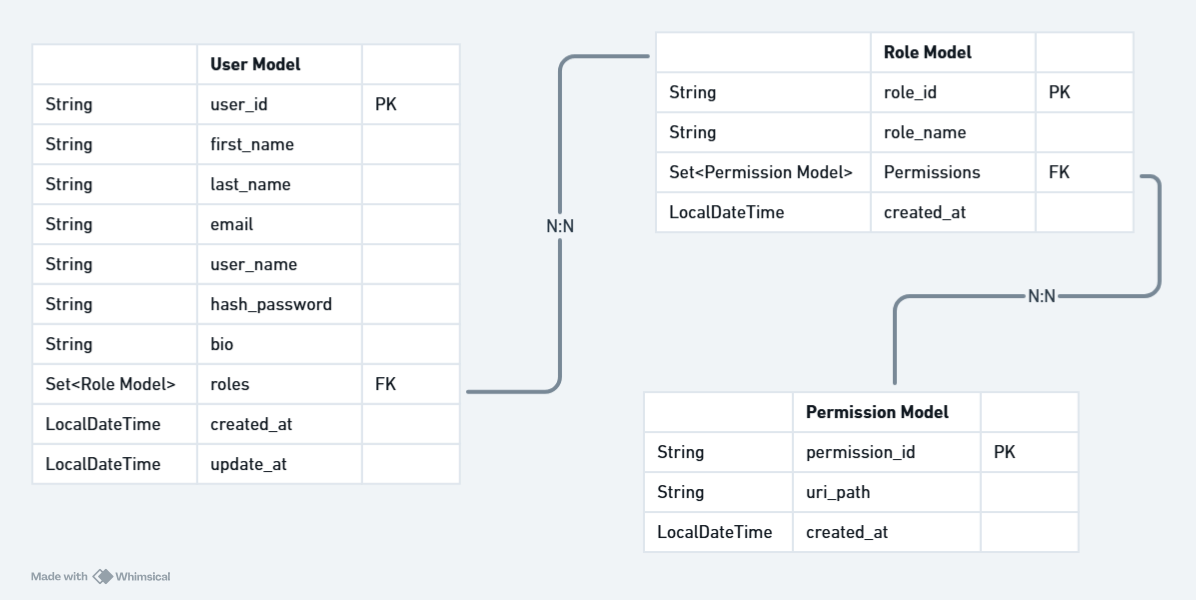 User Model
String user_id PK
String first_name
String last_name
String email
String user_name
String hash_password
String bio
Set<Role Model> roles FK
LocalDateTime created_at
LocalDateTime update_at
N:N
Role Model
String role_id PK
String role_name
Set<Permission Model> Permissions FK
LocalDateTime created_at
N:N
Permission Model
String permission_id PK
String uri_path
LocalDateTime created_at
Made with Whimsical